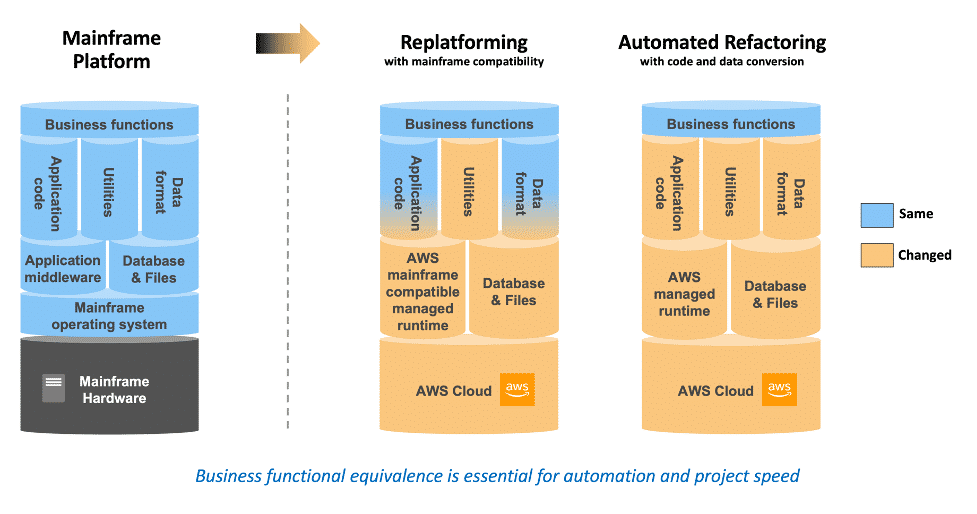 Mainframe
Platform
Replatforming
with mainframe compatibility
Automated Refactoring
with code and data conversion
Business functions
Application
code
Utilities
Data
format
Application
middleware
Database
& Files
Mainframe
operating system
Mainframe
Hardware
Business functions
Application
code
Utilities
Data
format
AWS
mainframe
compatible
managed
runtime
Database
& Files
AWS Cloud
aws
Business functions
Application
code
Utilities
Data
format
AWS
managed
runtime
Database
& Files
AWS Cloud
aws
Same
Changed
Business functional equivalence is essential for automation and project speed